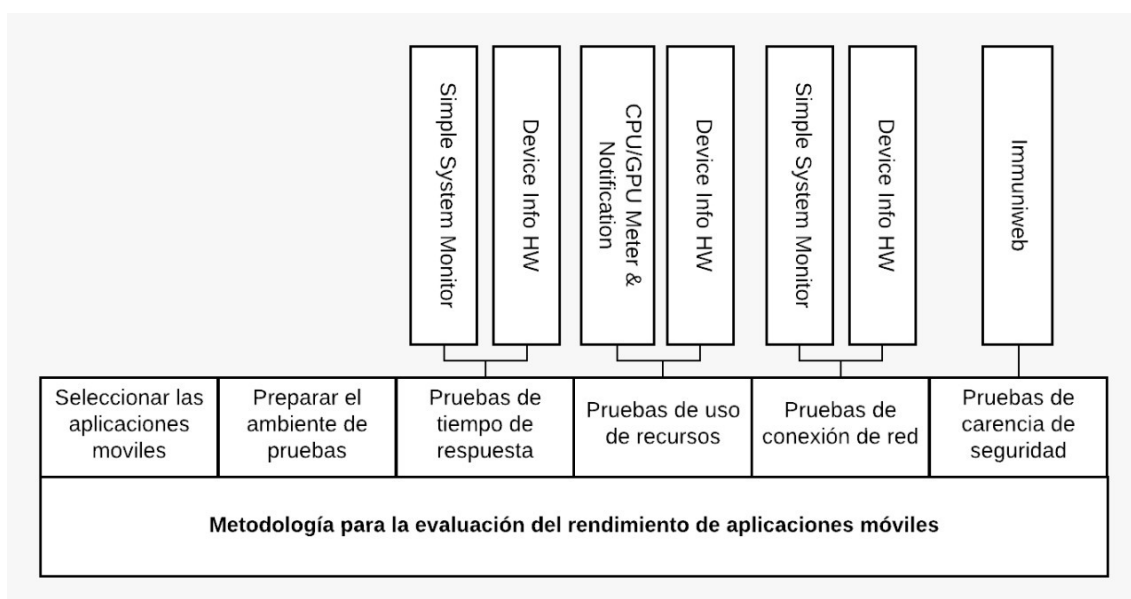 Simple System Monitor
Device Info HW
CPU/GPU Meter &
Notification
Device Info HW
Simple System Monitor
Device Info HW
Immuniweb
Seleccionar las
aplicaciones
moviles
Preparar el
ambiente de
pruebas
Pruebas de
tiempo de
respuesta
Pruebas de uso
de recursos
Pruebas de
conexión de red
Pruebas de
carencia de
seguridad
Metodología para la evaluación del rendimiento de aplicaciones móviles